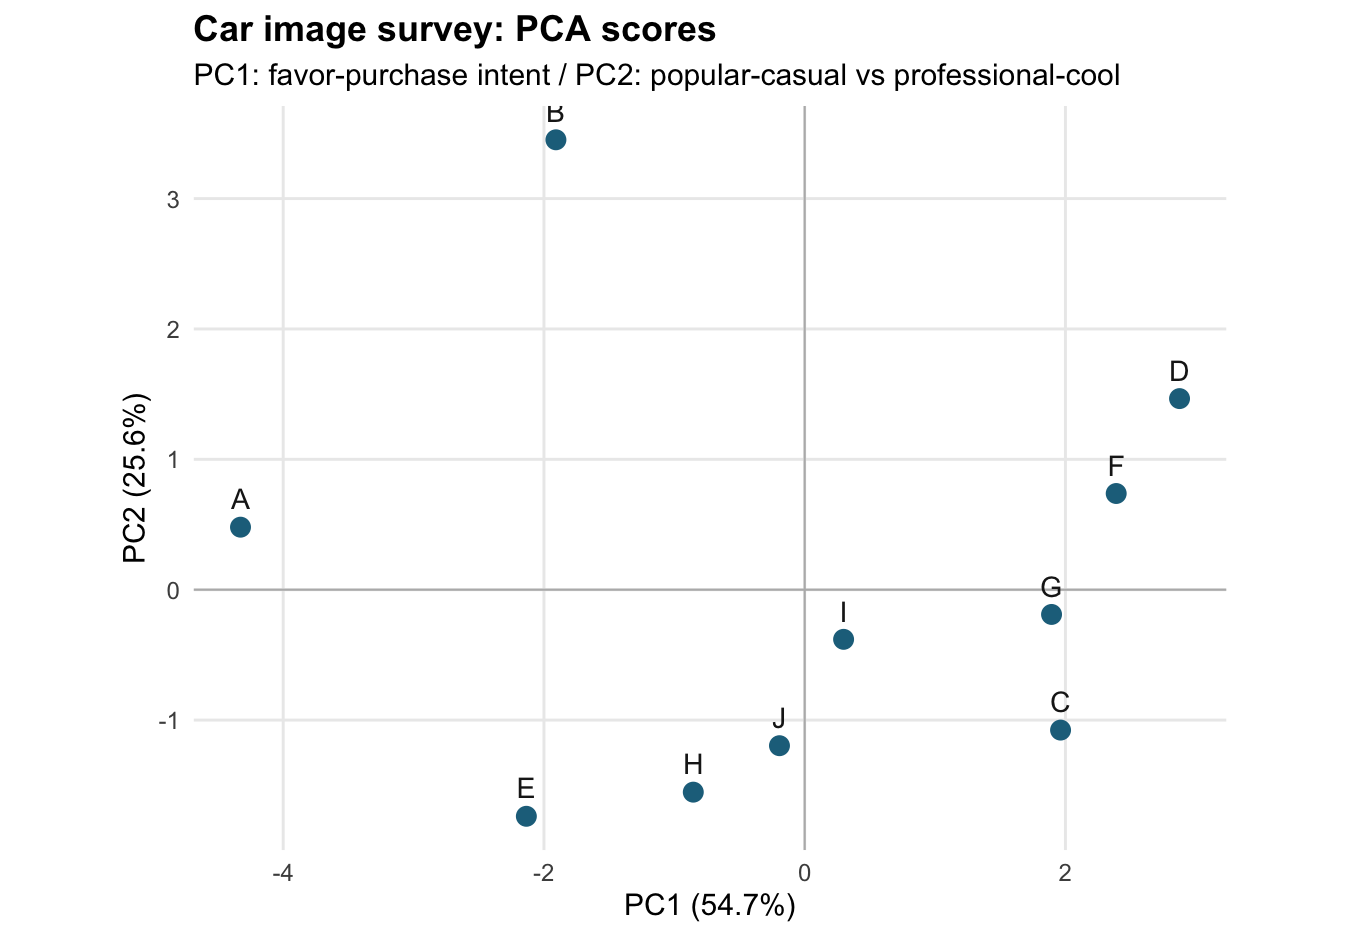 Car image survey: PCA scores
PC1: favor-purchase intent / PC2: popular-casual vs professional-cool
B
3
2
D
1
F
A
0
G
I
C
-1
J
H
E
-4
-2
0
2
PC1 (54.7%)
PC2 (25.6%)